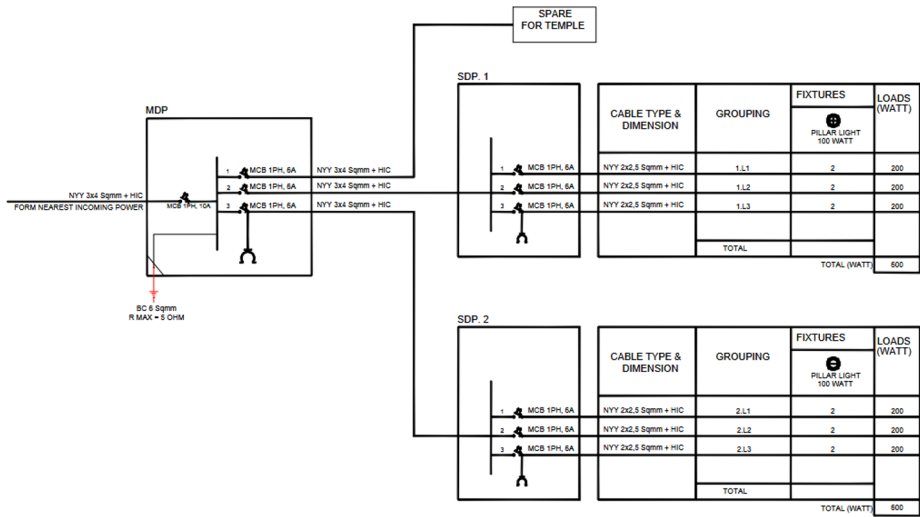 SPARE
FOR TEMPLE
SDP. 1
MDP
NYY 3x4 Sqmm + HIC
FORM NEAREST INCOMING POWER
MCB 1PH, 10A
1 MCB 1PH, 6A NYY 3x4 Sqmm + HIC
2 MCB 1PH, 6A NYY 3x4 Sqmm + HIC
3 MCB 1PH, 6A NYY 3x4 Sqmm + HIC
BC 6 Sqmm
R MAX = 5 OHM
CABLE TYPE &
DIMENSION
GROUPING
FIXTURES
PILLAR LIGHT
100 WATT
LOADS
(WATT)
1 MCB 1PH, 6A NYY 2x2,5 Sqmm + HIC 1.L1 2 200
2 MCB 1PH, 6A NYY 2x2,5 Sqmm + HIC 1.L2 2 200
3 MCB 1PH, 6A NYY 2x2,5 Sqmm + HIC 1.L3 2 200
TOTAL
TOTAL (WATT) 600
SDP. 2
CABLE TYPE &
DIMENSION
GROUPING
FIXTURES
PILLAR LIGHT
100 WATT
LOADS
(WATT)
1 MCB 1PH, 6A NYY 2x2,5 Sqmm + HIC 2.L1 2 200
2 MCB 1PH, 6A NYY 2x2,5 Sqmm + HIC 2.L2 2 200
3 MCB 1PH, 6A NYY 2x2,5 Sqmm + HIC 2.L3 2 200
TOTAL
TOTAL (WATT) 600